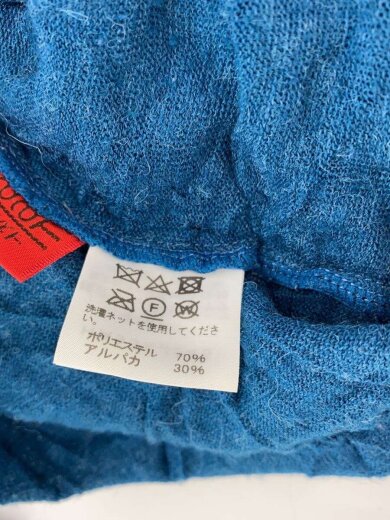 F W
洗濯ネットを使用してくださ
い。
ポリエステル 70%
アルパカ 30%